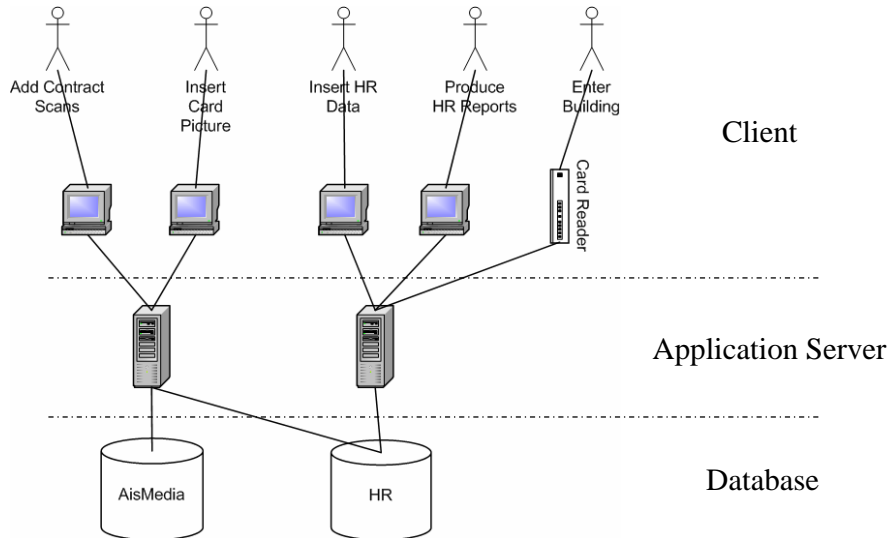 Add Contract
Scans
Insert
Card
Picture
Insert HR
Data
Produce
HR Reports
Enter
Building
Client
Card Reader
Application Server
AisMedia
HR
Database